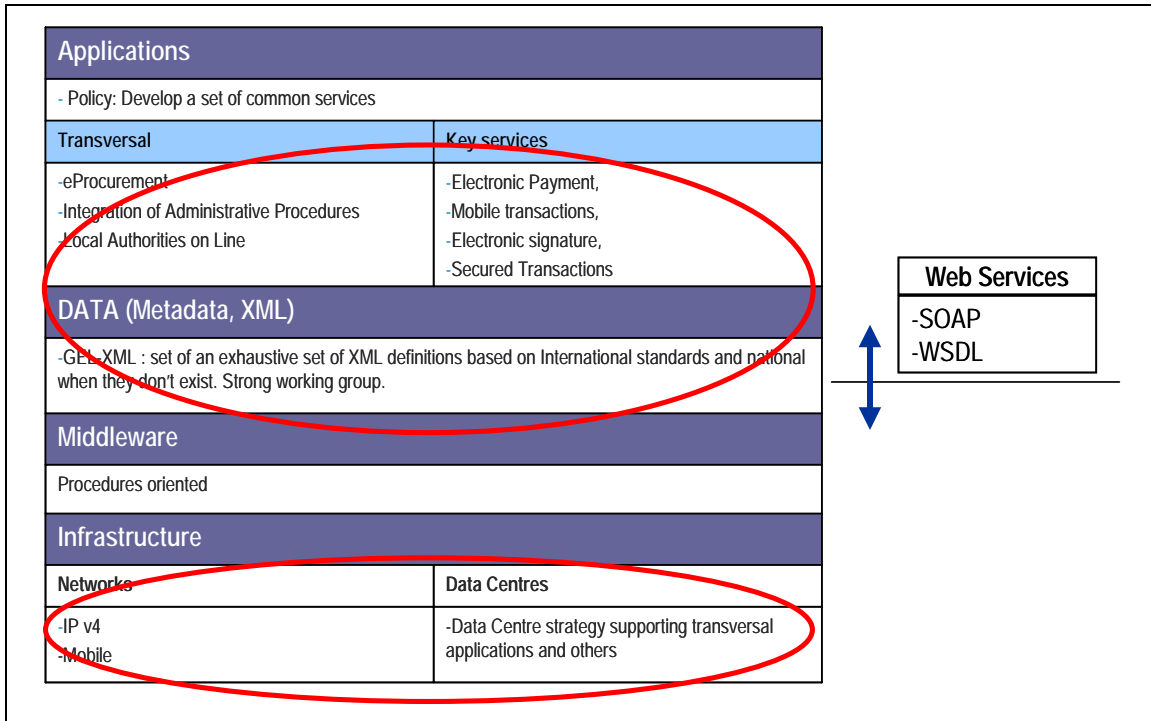 Applications
- Policy: Develop a set of common services
Transversal
Key services
-eProcurement
-Integration of Administrative Procedures
-Local Authorities on Line
-Electronic Payment,
-Mobile transactions,
-Electronic signature,
-Secured Transactions
DATA (Metadata, XML)
-GEL-XML : set of an exhaustive set of XML definitions based on International standards and national
when they don't exist. Strong working group.
Middleware
Procedures oriented
Infrastructure
Networks
Data Centres
-IP v4
-Mobile
-Data Centre strategy supporting transversal
applications and others
Web Services
-SOAP
-WSDL